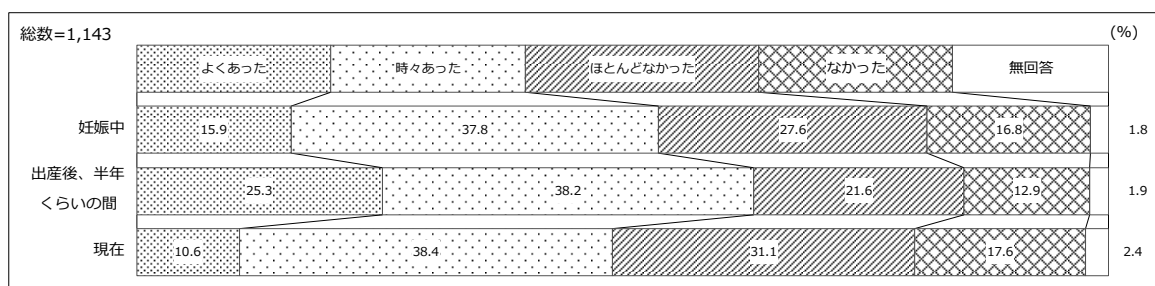 総数=1,143 (%)
よくあった 時々あった ほとんどなかった なかった 無回答
妊娠中 15.9 37.8 27.6 16.8 1.8
出産後、半年
くらいの間 25.3 38.2 21.6 12.9 1.9
現在 10.6 38.4 31.1 17.6 2.4